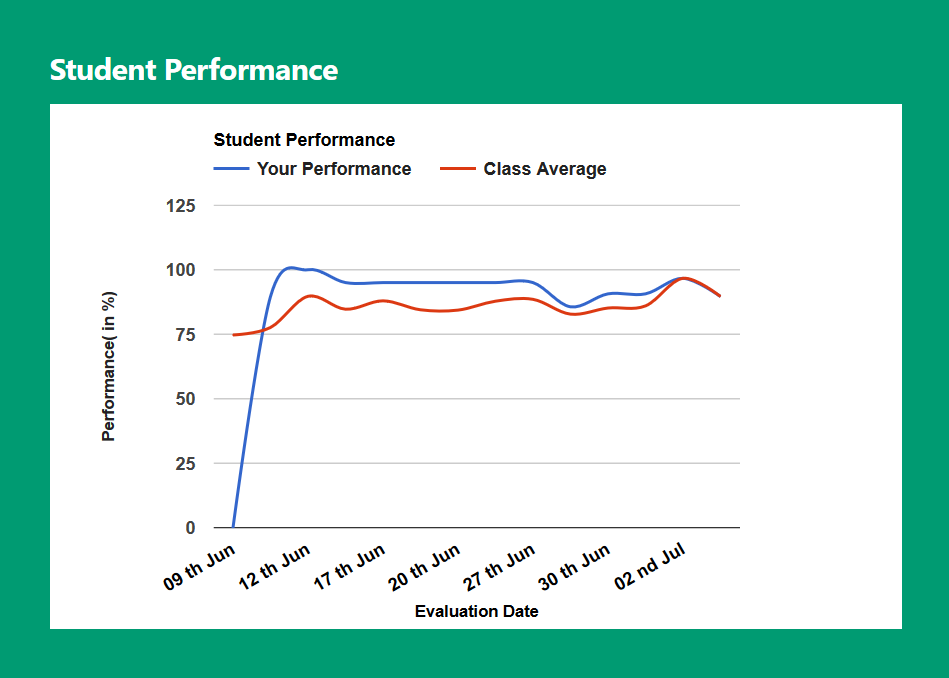 Student Performance
Student Performance
Your Performance Class Average
125
100
75
50
25
0
Performance( in %)
09 th Jun 12 th Jun 17 th Jun 20 th Jun 27 th Jun 30 th Jun 02 nd Jul
Evaluation Date